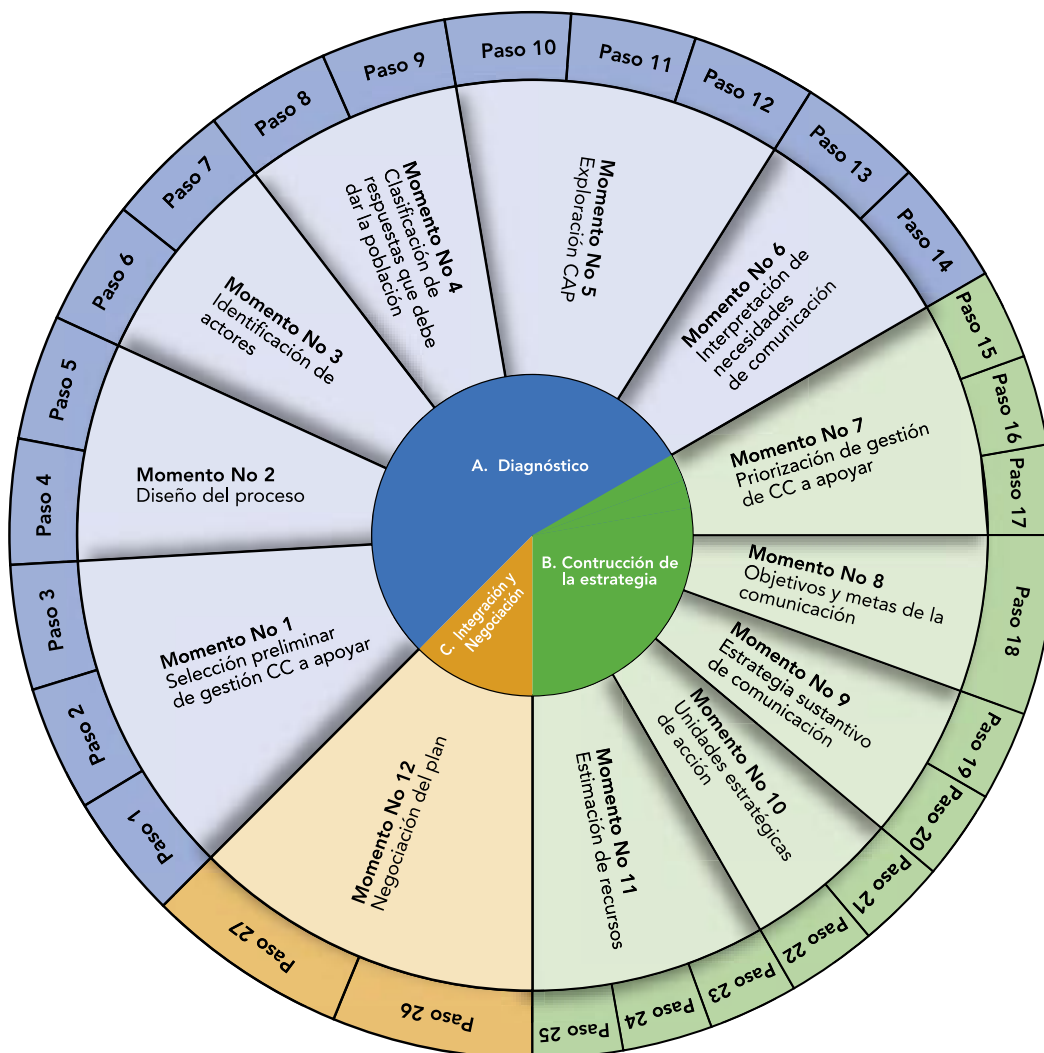 Paso 1
Paso 2
Paso 3
Paso 4
Paso 5
Paso 6
Paso 7
Paso 8
Paso 9
Paso 10
Paso 11
Paso 12
Paso 13
Paso 14
Paso 15
Paso 16
Paso 17
Paso 18
Paso 19
Paso 20
Paso 21
Paso 22
Paso 23
Paso 24
Paso 25
Paso 26
Paso 27
Momento No 1
Selección preliminar
de gestión CC a apoyar
Momento No 2
Diseño del proceso
Momento No 3
Identificación de
actores
Momento No 4
Clasificación de
respuestas que debe
dar la población
Momento No 5
Exploración CAP
Momento No 6
Interpretación de
necesidades
de comunicación
Momento No 7
Priorización de gestión
de CC a apoyar
Momento No 8
Objetivos y metas de la
comunicación
Momento No 9
Estrategia sustantivo
de comunicación
Momento No 10
Unidades estratégicas
de acción
Momento No 11
Estimación de recursos
Momento No 12
Negociación del plan
A. Diagnóstico
B. Contrucción de
la estrategia
C. Integración y
Negociación